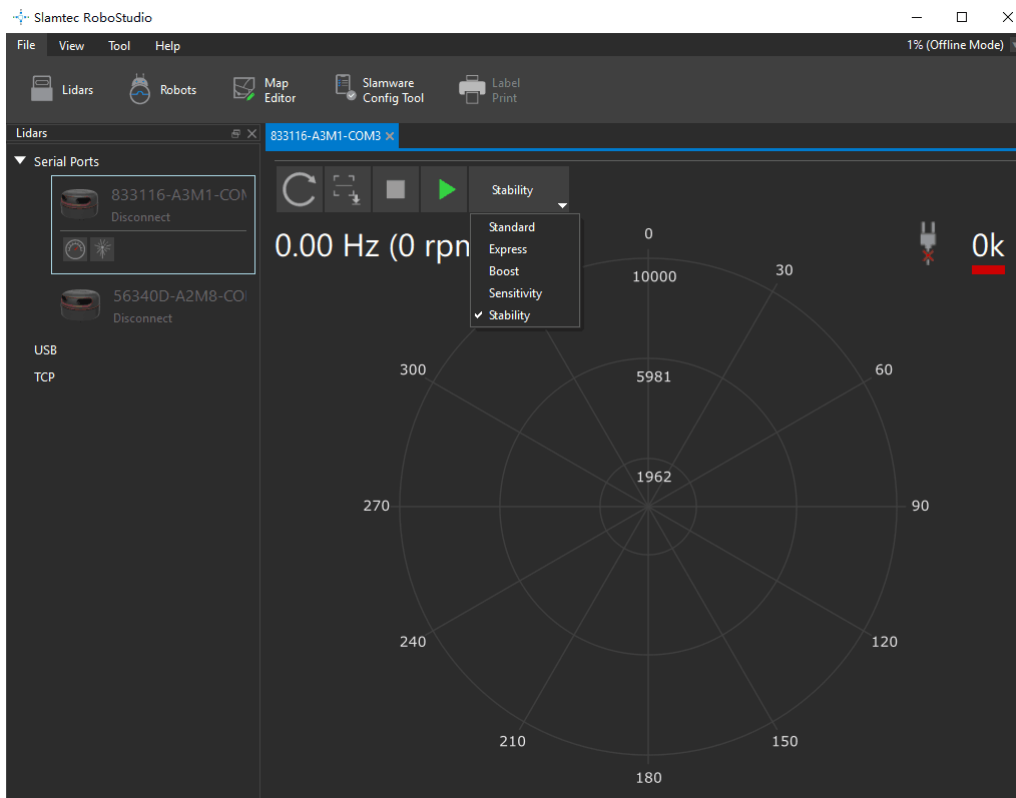 Slamtec RoboStudio
File View Tool Help 1% (Offline Mode)
Lidars Robots Map Editor Slamware Config Tool Label Print
Lidars
833116-A3M1-COM3
Serial Ports
833116-A3M1-COM
Disconnect
56340D-A2M8-CO
Disconnect
USB
TCP
Stability
Standard
Express
Boost
Sensitivity
Stability
0.00 Hz (0 rpm
0k
0
30
60
90
120
150
180
210
240
270
300
10000
5981
1962